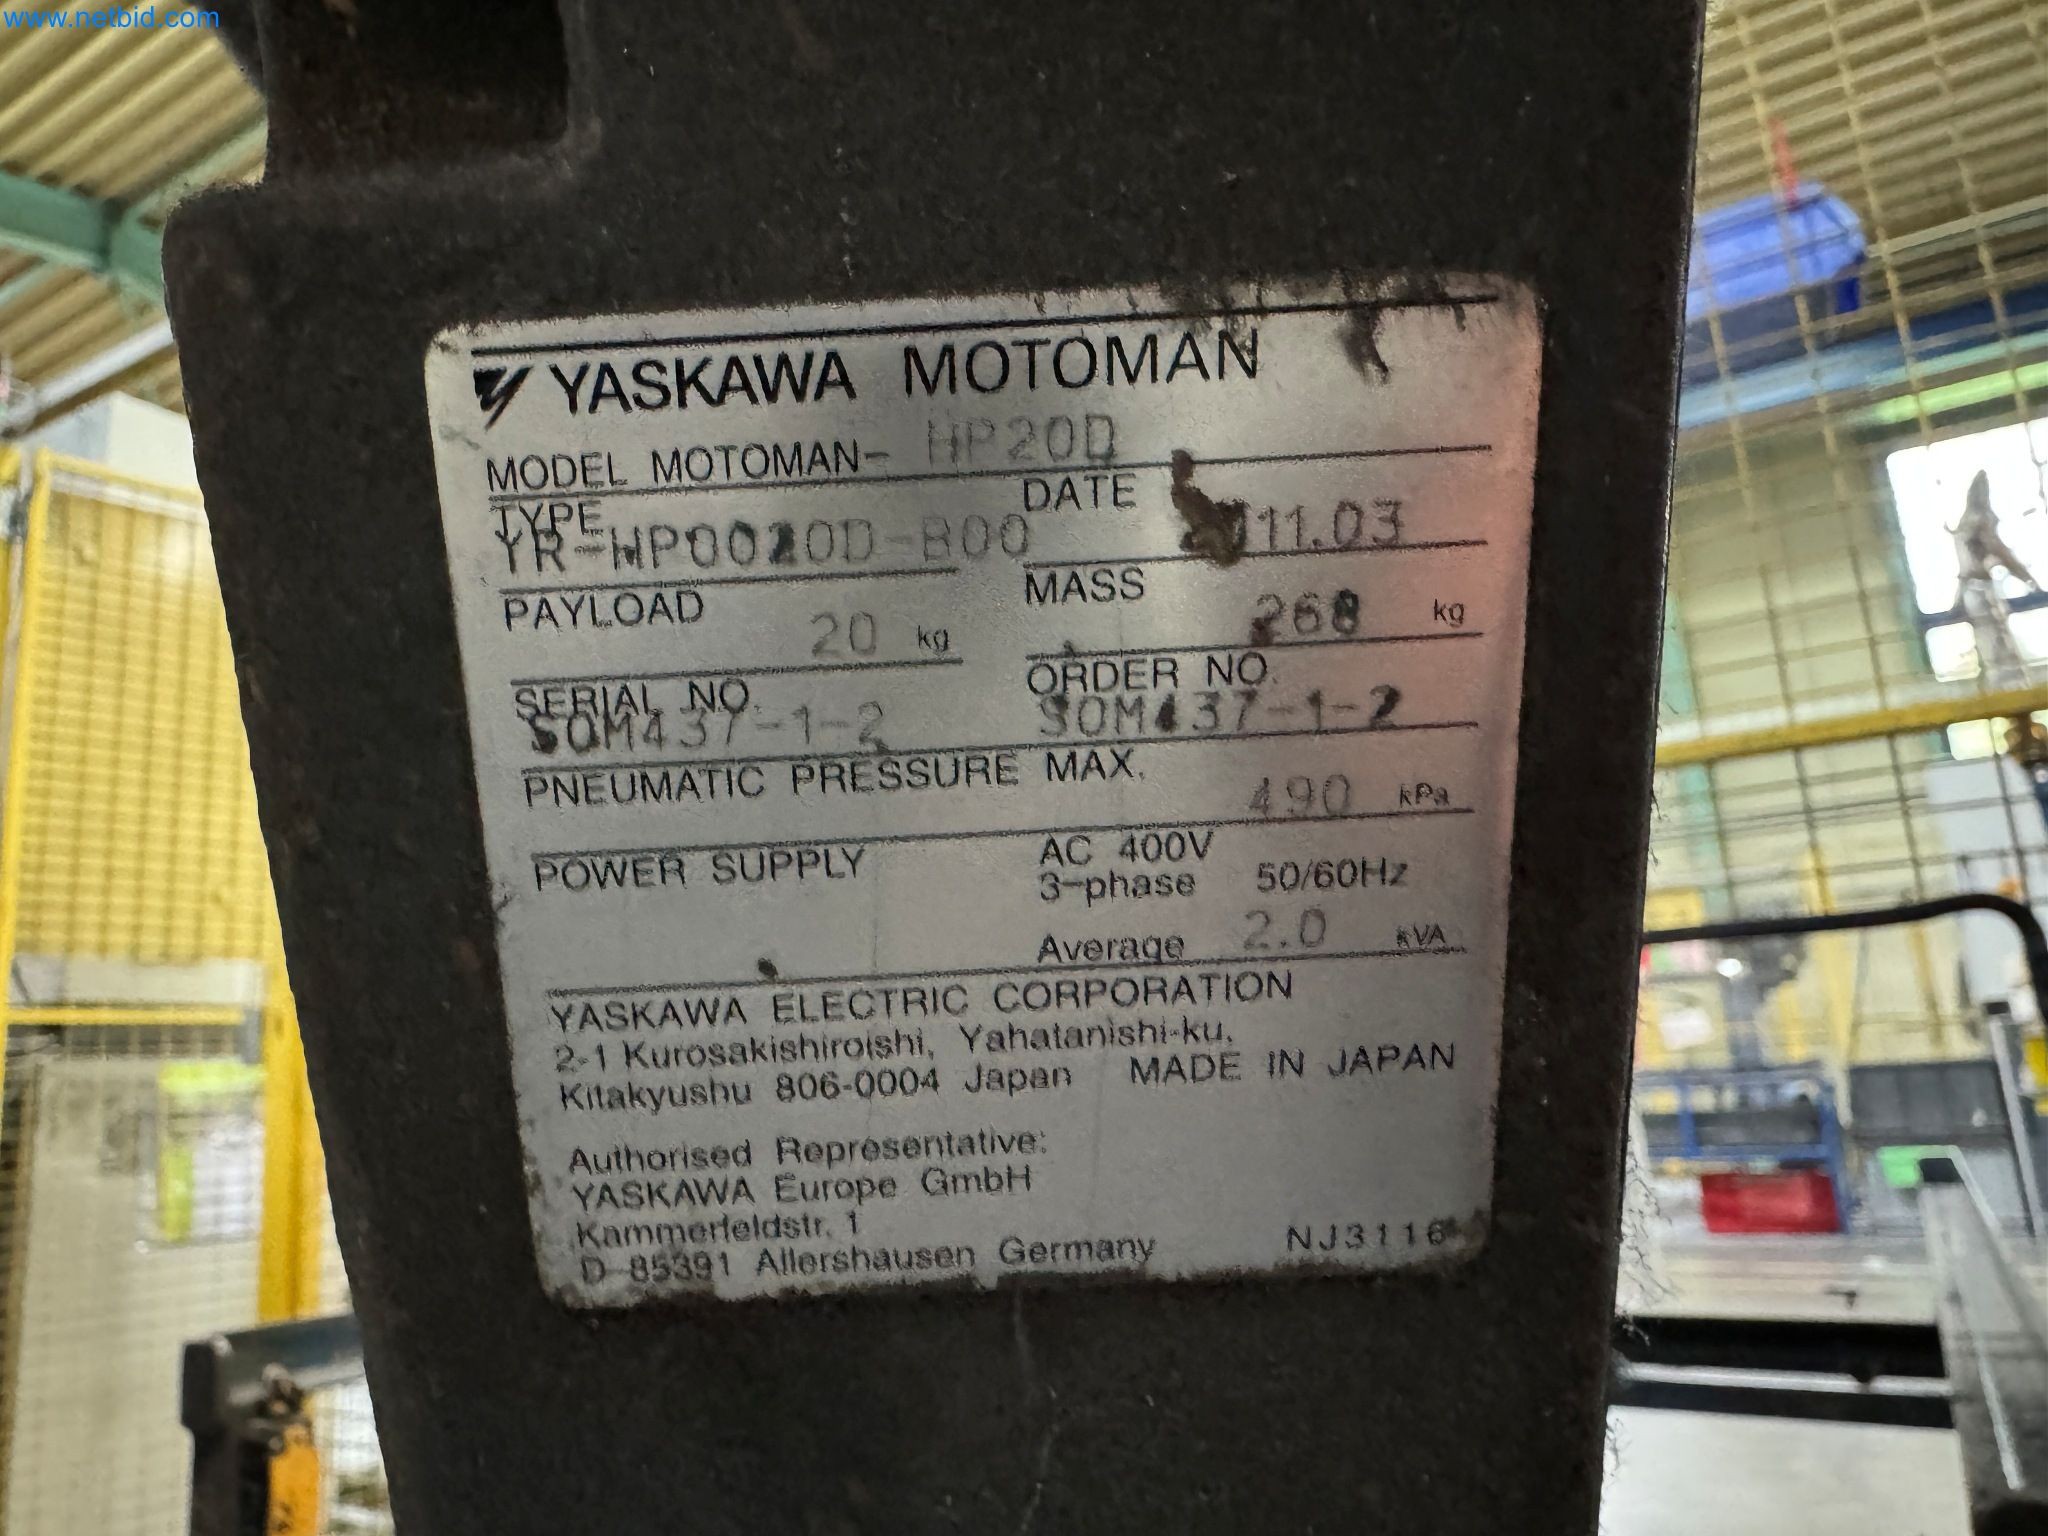 www.netbid.com
YASKAWA MOTOMAN
MODEL MOTOMAN- HP20D
TYPE DATE
YR-HP0020D-B00 2011.03
PAYLOAD 20 kg MASS 268 kg
SERIAL NO. ORDER NO.
S0M437-1-2 S0M437-1-2
PNEUMATIC PRESSURE MAX. 490 kPa
POWER SUPPLY AC 400V
3-phase 50/60Hz
Average 2.0 kVA
YASKAWA ELECTRIC CORPORATION
2-1 Kurosakishiroishi, Yahatanishi-ku,
Kitakyushu 806-0004 Japan MADE IN JAPAN
Authorised Representative:
YASKAWA Europe GmbH
Kammerfeldstr. 1
D-85391 Allershausen Germany NJ3116